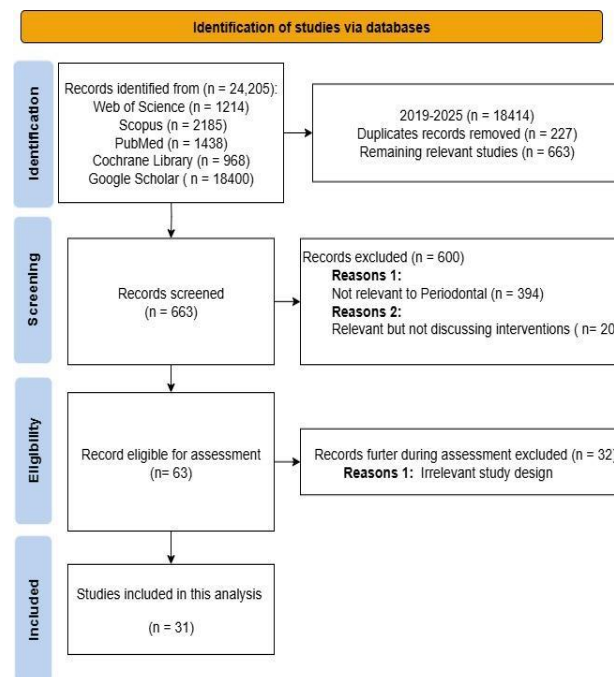 Identification of studies via databases
Identification
Records identified from (n = 24,205):
Web of Science (n = 1214)
Scopus (n = 2185)
PubMed (n = 1438)
Cochrane Library (n = 968)
Google Scholar ( n = 18400)
2019-2025 = 18414
Duplicates records removed (n = 227)
Remaining relevant studies (n = 663)
Screening
Records screened
(n = 663)
Records excluded (n = 600)
Reasons 1:
Not relevant to Periodontal (n = 394)
Reasons 2:
Relevant but not discussing interventions ( n= 20
Eligibility
Record eligible for assessment
(n= 63)
Records furter during assessment excluded (n = 32)
Reasons 1: Irrelevant study design
Included
Studies included in this analysis
(n = 31)